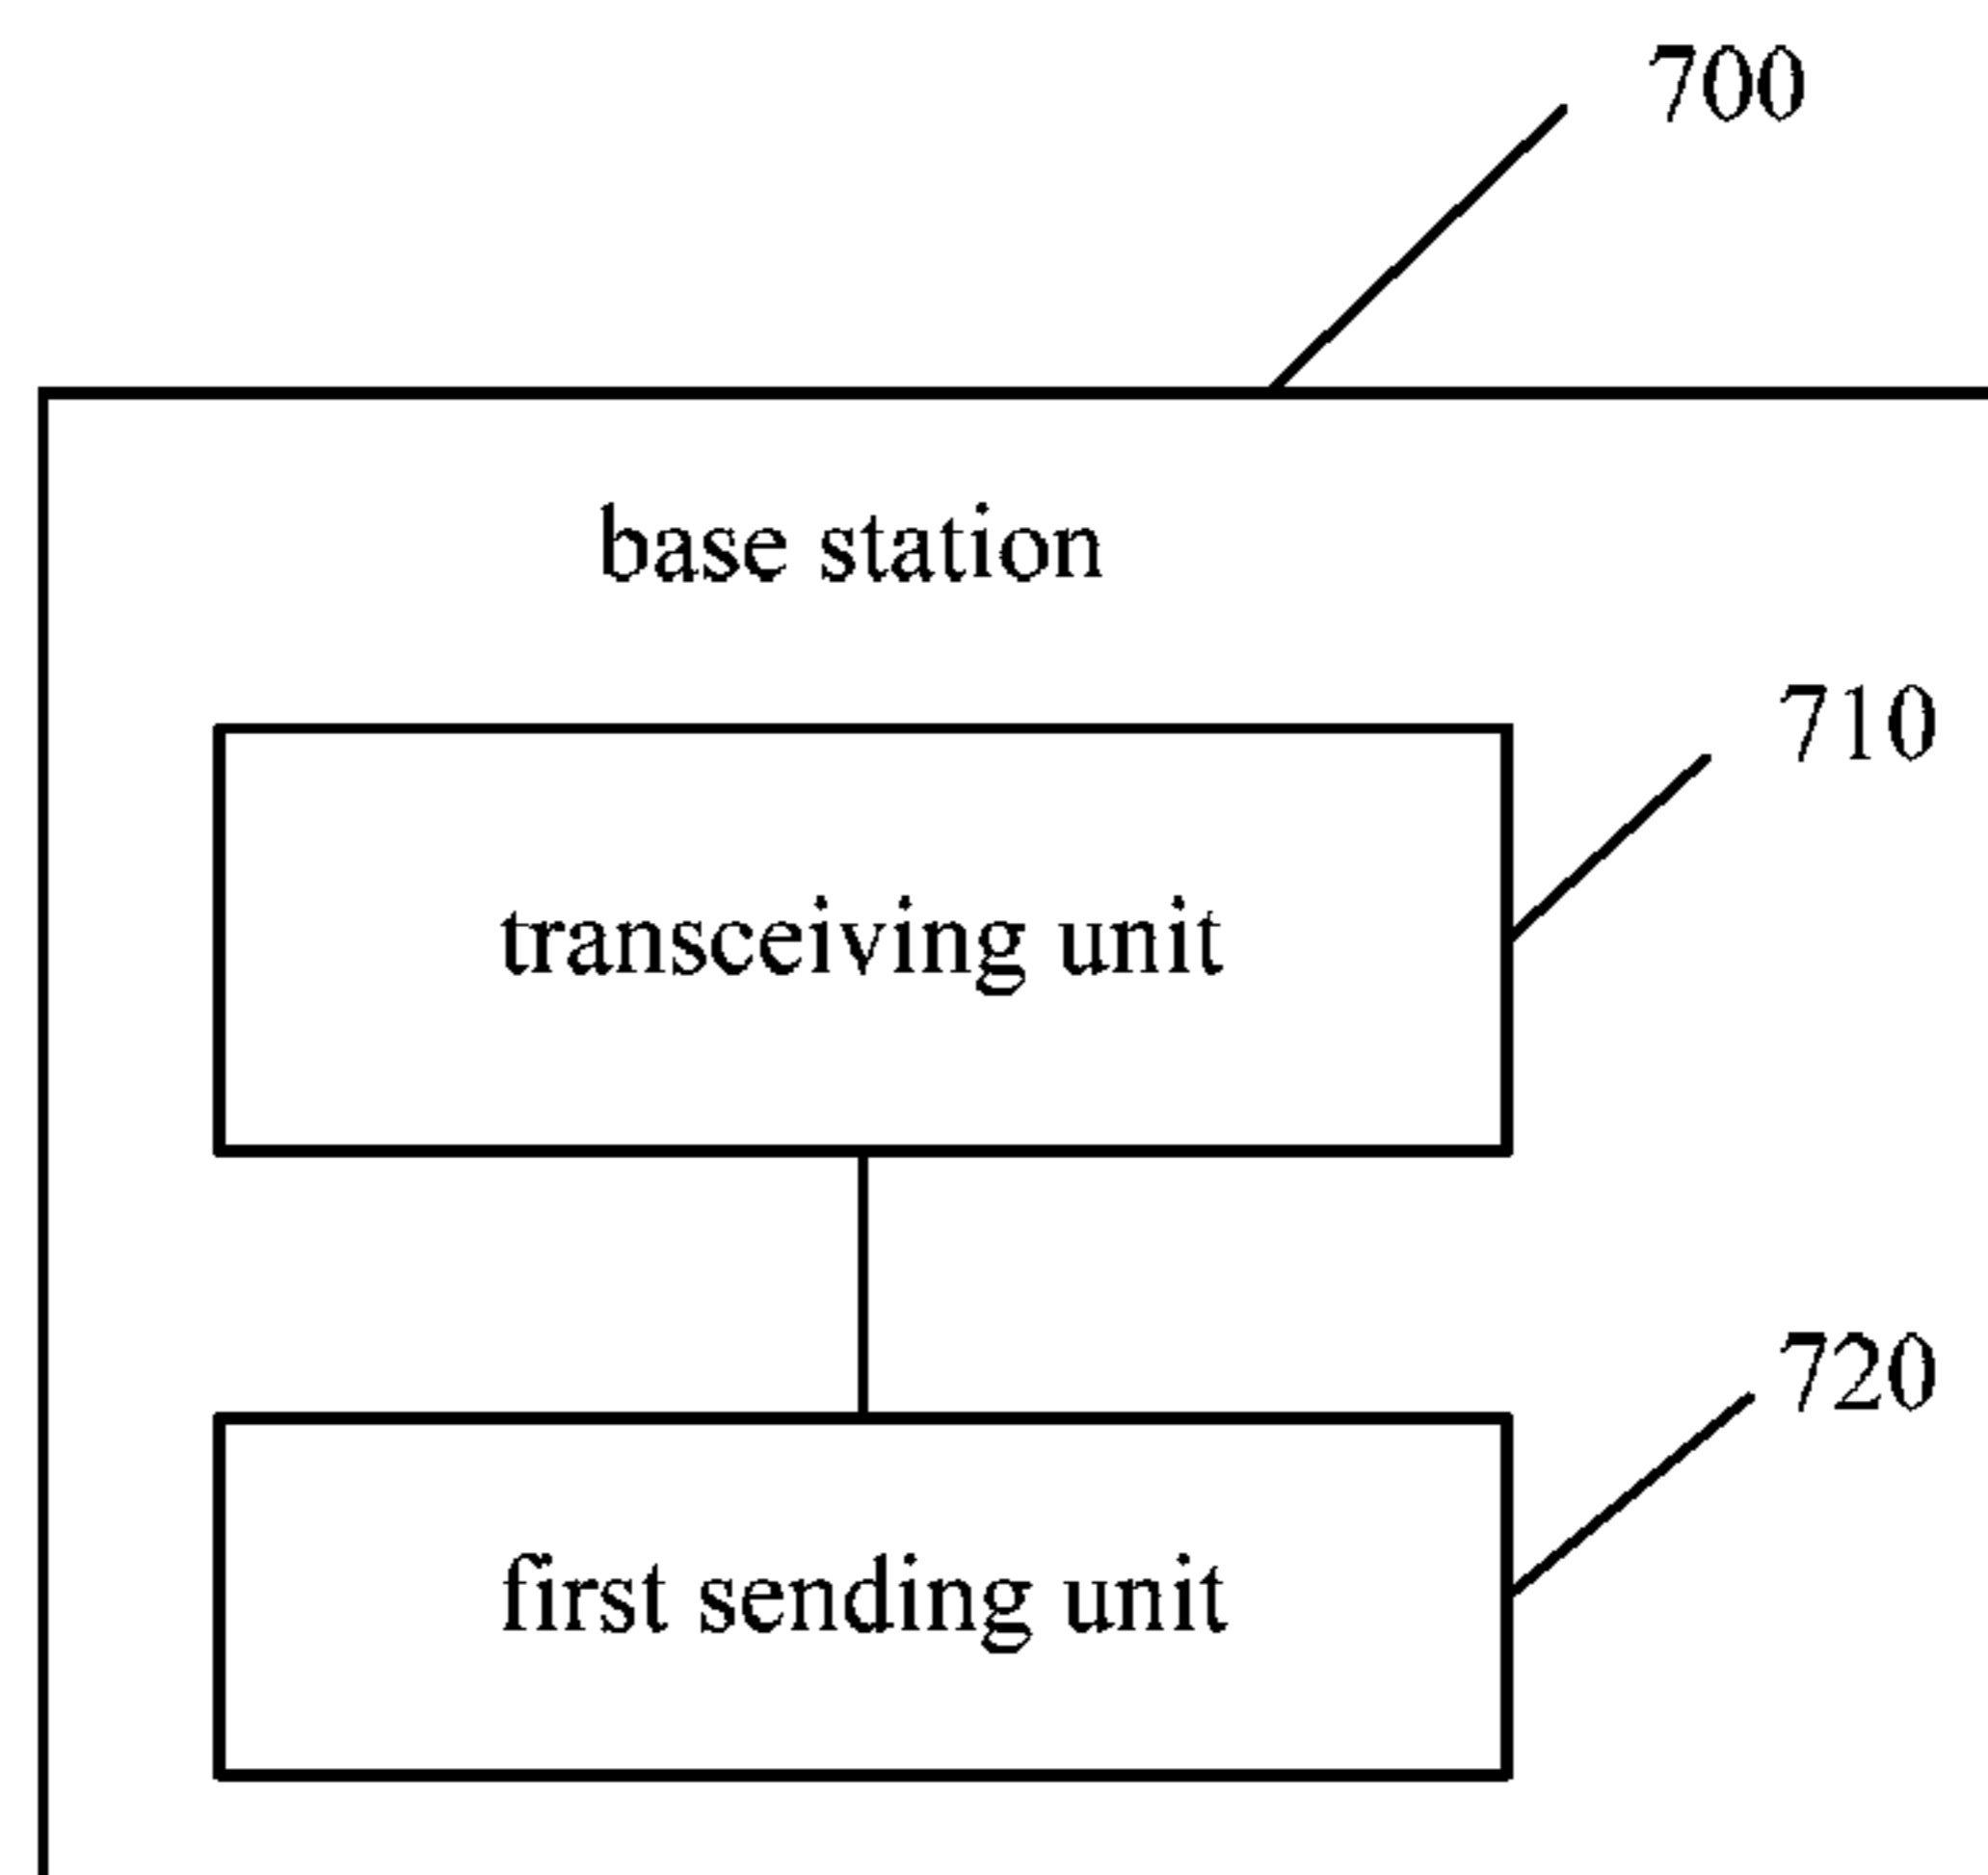 700
base station
710
transceiving unit
720
first sending unit